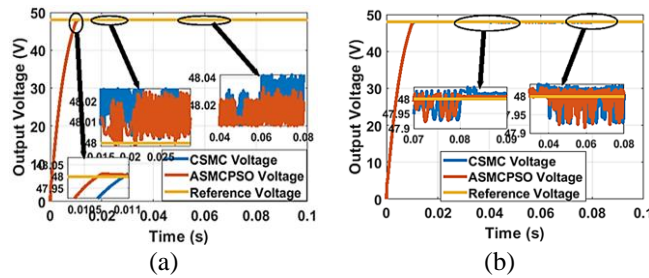 Output Voltage (V)
50
40
30
20
10
0
48.02
48.01
48
0.015
0.02
0.025
48.04
48.02
0.04
0.06
0.08
48.05
48
47.95
0.0105
0.011
CSMC Voltage
ASMCPSO Voltage
Reference Voltage
0 0.02 0.04 0.06 0.08 0.1
Time (s)
(a)
Output Voltage (V)
50
40
30
20
10
0
48
47.95
47.9
0.07
0.08
0.09
48
47.95
47.9
0.04
0.06
0.08
CSMC Voltage
ASMCPSO Voltage
Reference Voltage
0 0.02 0.04 0.06 0.08 0.1
Time (s)
(b)